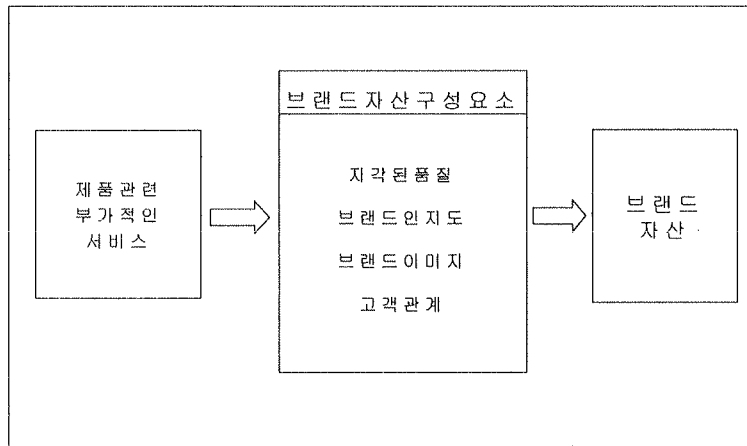 제품관련
부가적인
서비스
브랜드자산구성요소
지각된품질
브랜드인지도
브랜드이미지
고객관계
브랜드
자산